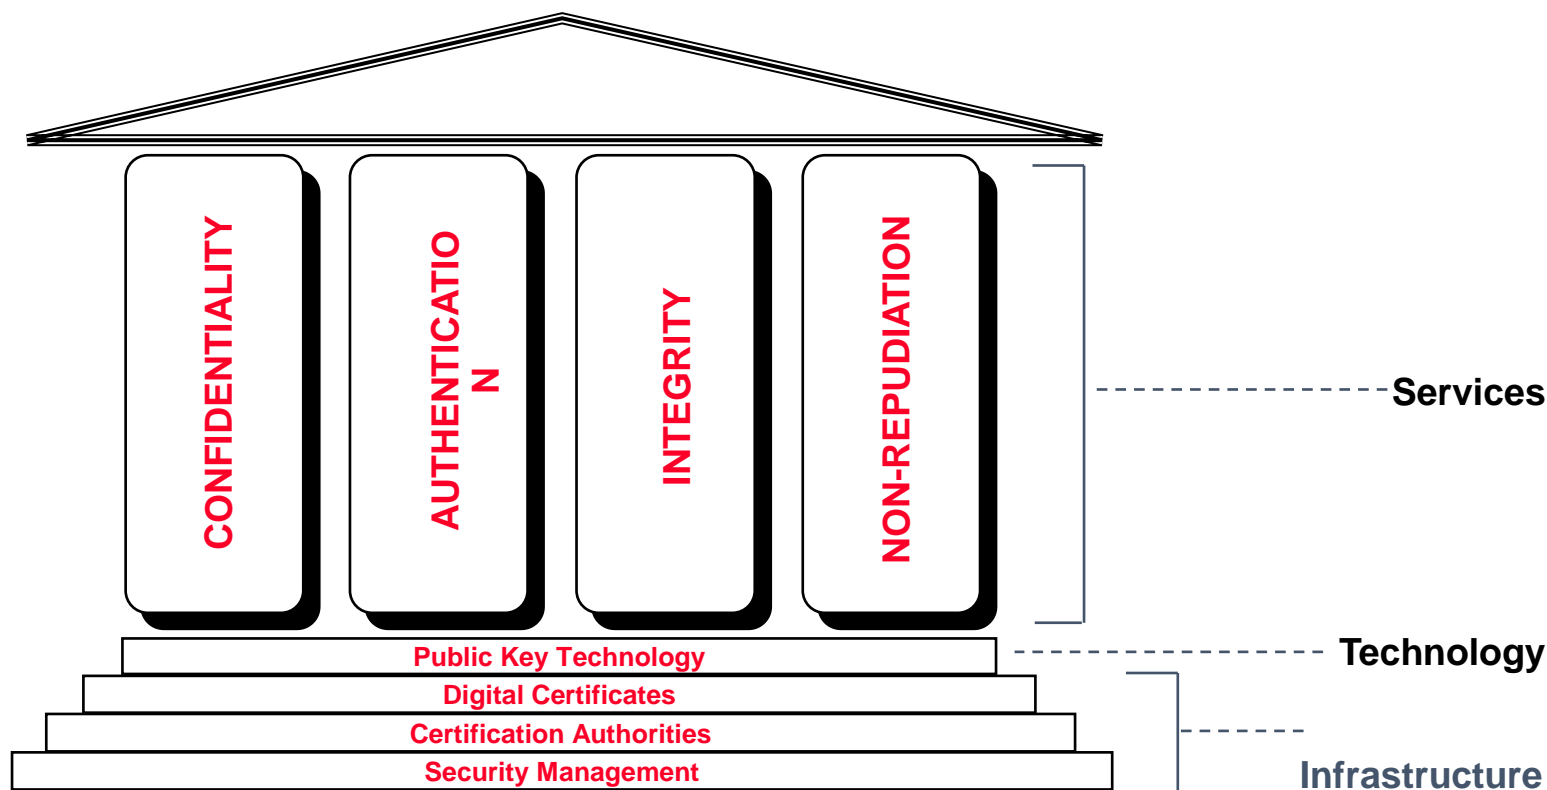 CONFIDENTIALITY
AUTHENTICATIO
N
INTEGRITY
NON-REPUDIATION
Services
Public Key Technology
Technology
Digital Certificates
Certification Authorities
Security Management
Infrastructure